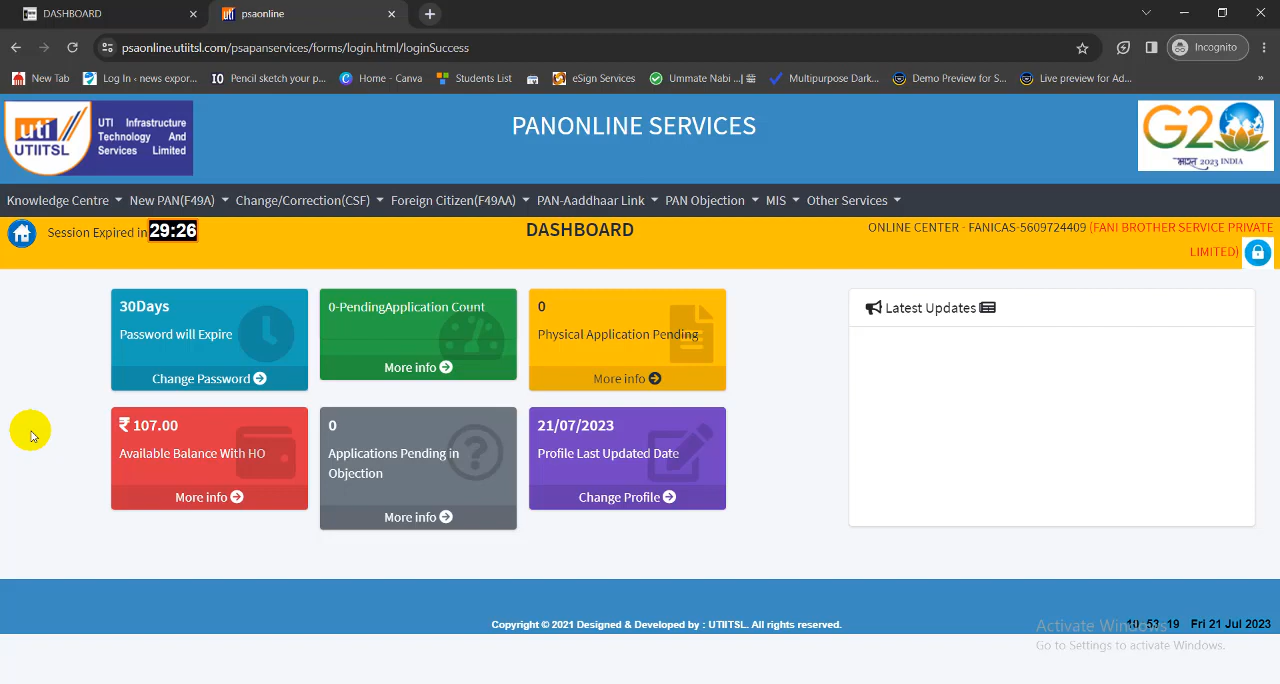 DASHBOARD
psaonline
psaonline.utiitsl.com/psapanservices/forms/login.html/loginSuccess
Incognito
New Tab
Log In ‹ news expor...
IO Pencil sketch your p...
Home - Canva
Students List
eSign Services
Ummate Nabi ...|
Multipurpose Dark...
Demo Preview for S...
Live preview for Ad...
»
uti
UTIITSL
UTI Infrastructure
Technology And
Services Limited
PANONLINE SERVICES
G20
भारत 2023 INDIA
Knowledge Centre
New PAN(F49A)
Change/Correction(CSF)
Foreign Citizen(F49AA)
PAN-Aaddhaar Link
PAN Objection
MIS
Other Services
Session Expired in 29:26
DASHBOARD
ONLINE CENTER - FANICAS-5609724409 (FANI BROTHER SERVICE PRIVATE
LIMITED)
30Days
Password will Expire
Change Password
0-PendingApplication Count
More info
0
Physical Application Pending
More info
₹ 107.00
Available Balance With HO
More info
0
Applications Pending in
Objection
More info
21/07/2023
Profile Last Updated Date
Change Profile
Latest Updates
Copyright © 2021 Designed & Developed by : UTIITSL. All rights reserved.
Fri 21 Jul 2023
Activate Windows
Go to Settings to activate Windows.